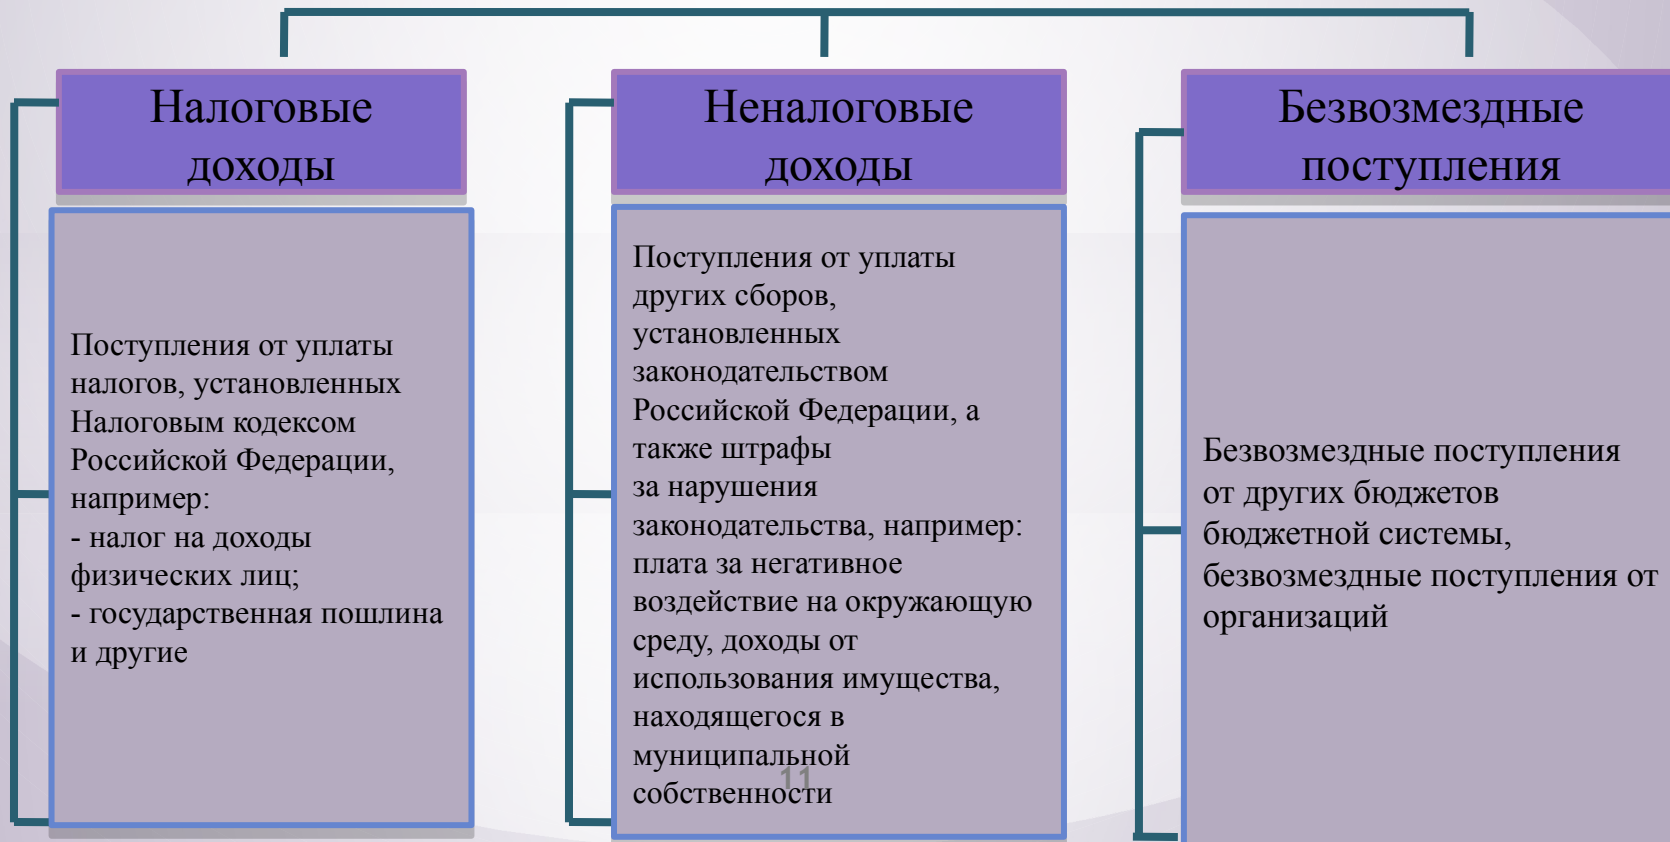 Налоговые
доходы
Поступления от уплаты
налогов, установленных
Налоговым кодексом
Российской Федерации,
например:
- налог на доходы
физических лиц;
- государственная пошлина
и другие
Неналоговые
доходы
Поступления от уплаты
других сборов,
установленных
законодательством
Российской Федерации, а
также штрафы
за нарушения
законодательства, например:
плата за негативное
воздействие на окружающую
среду, доходы от
использования имущества,
находящегося в
муниципальной
собственности
11
Безвозмездные
поступления
Безвозмездные поступления
от других бюджетов
бюджетной системы,
безвозмездные поступления от
организаций